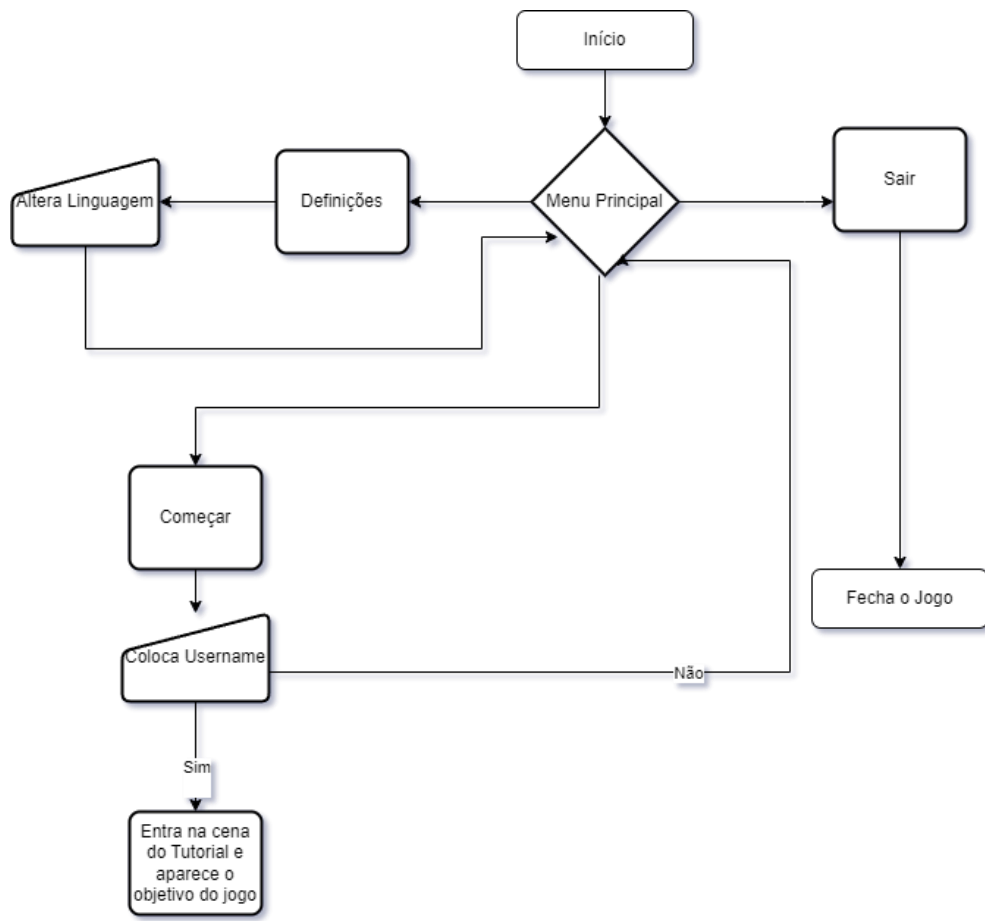 Início
Sair
Menu Principal
Definições
Altera Linguagem
Começar
Fecha o Jogo
Coloca Username
Não
Sim
Entra na cena
do Tutorial e
aparece o
objetivo do jogo